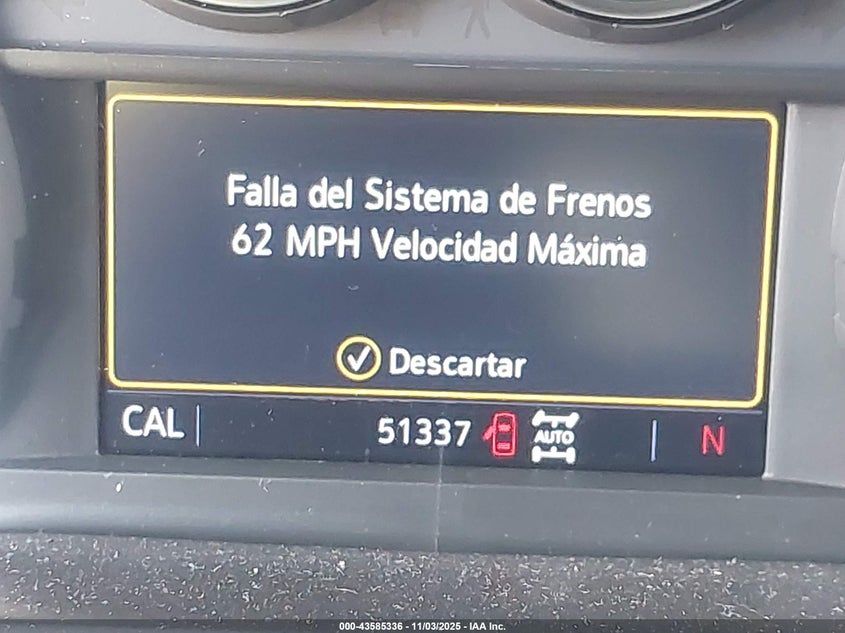 Falla del Sistema de Frenos
62 MPH Velocidad Máxima
Descartar
CAL 51337 AUTO N
000-43585336 - 11/03/2025 - IAA Inc.